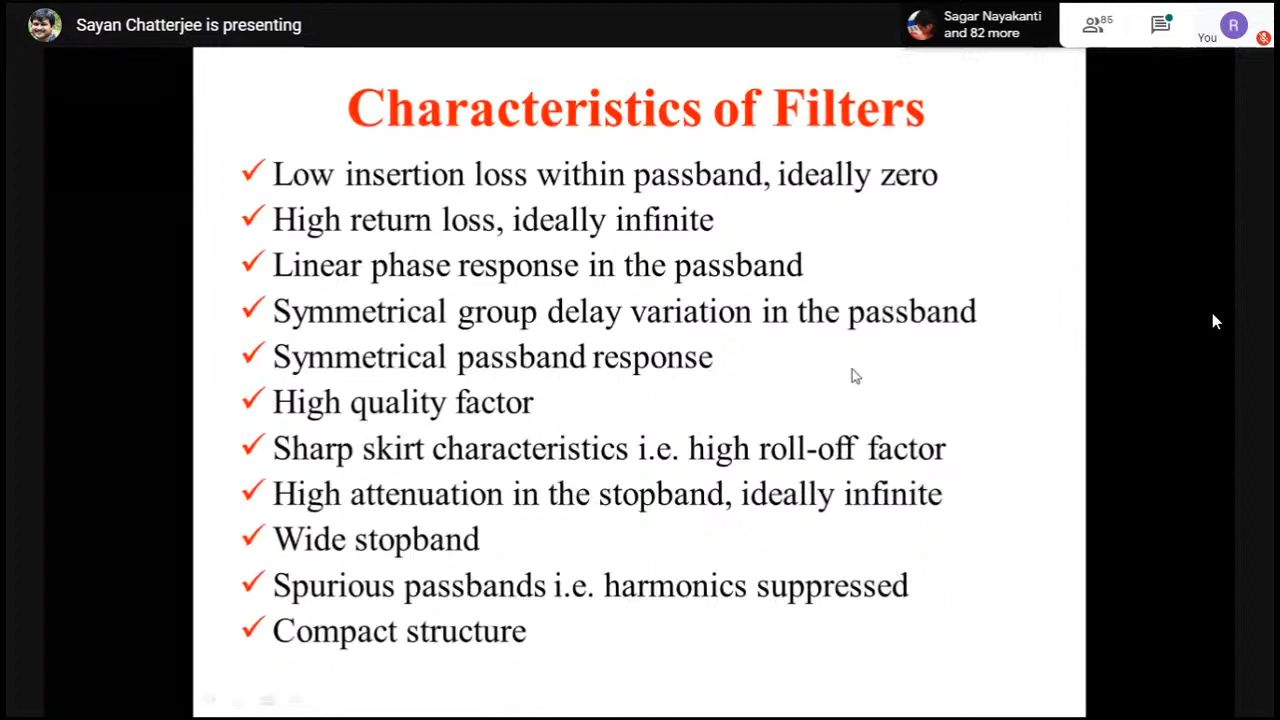 Sayan Chatterjee is presenting
Sagar Nayakanti
and 82 more
85
You
R
Characteristics of Filters
✓ Low insertion loss within passband, ideally zero
✓ High return loss, ideally infinite
✓ Linear phase response in the passband
✓ Symmetrical group delay variation in the passband
✓ Symmetrical passband response
✓ High quality factor
✓ Sharp skirt characteristics i.e. high roll-off factor
✓ High attenuation in the stopband, ideally infinite
✓ Wide stopband
✓ Spurious passbands i.e. harmonics suppressed
✓ Compact structure